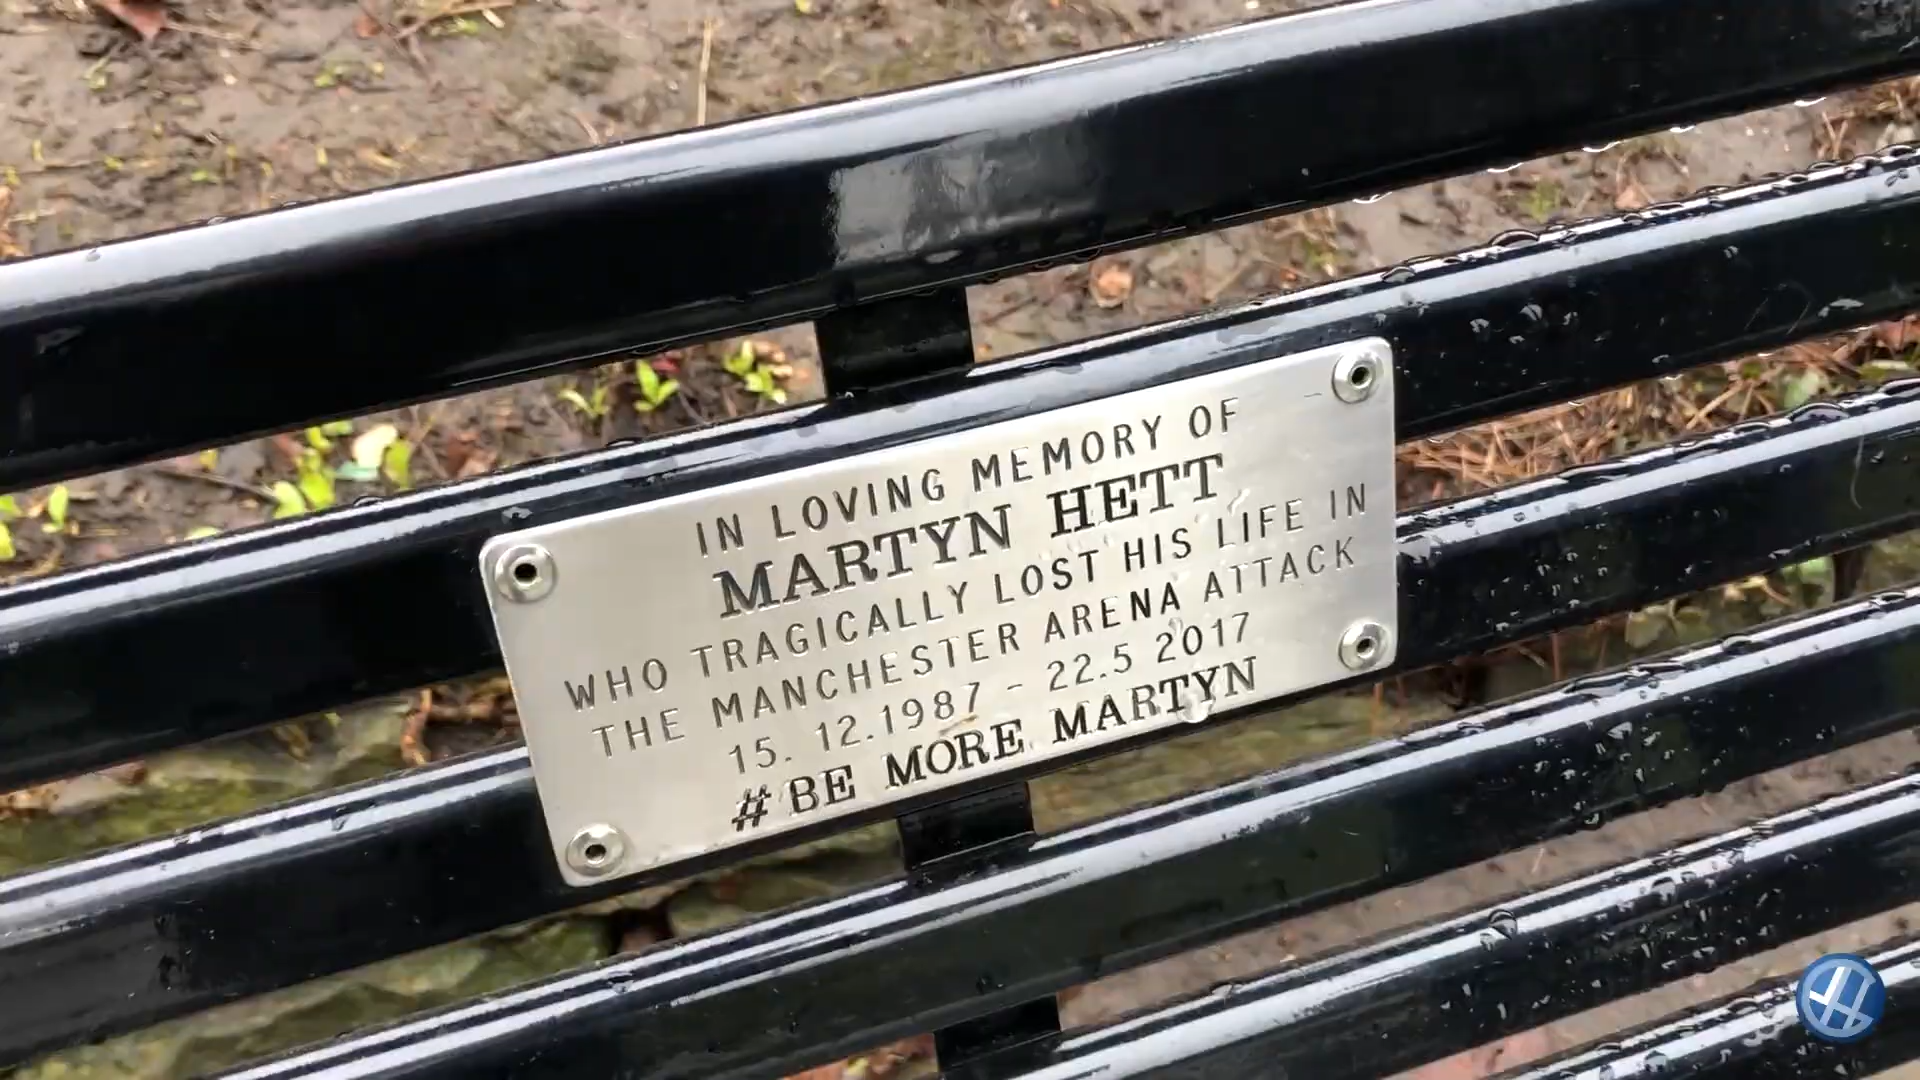 IN LOVING MEMORY OF
MARTYN HETT
WHO TRAGICALLY LOST HIS LIFE IN
THE MANCHESTER ARENA ATTACK
15. 12.1987 - 22.5 2017
# BE MORE MARTYN